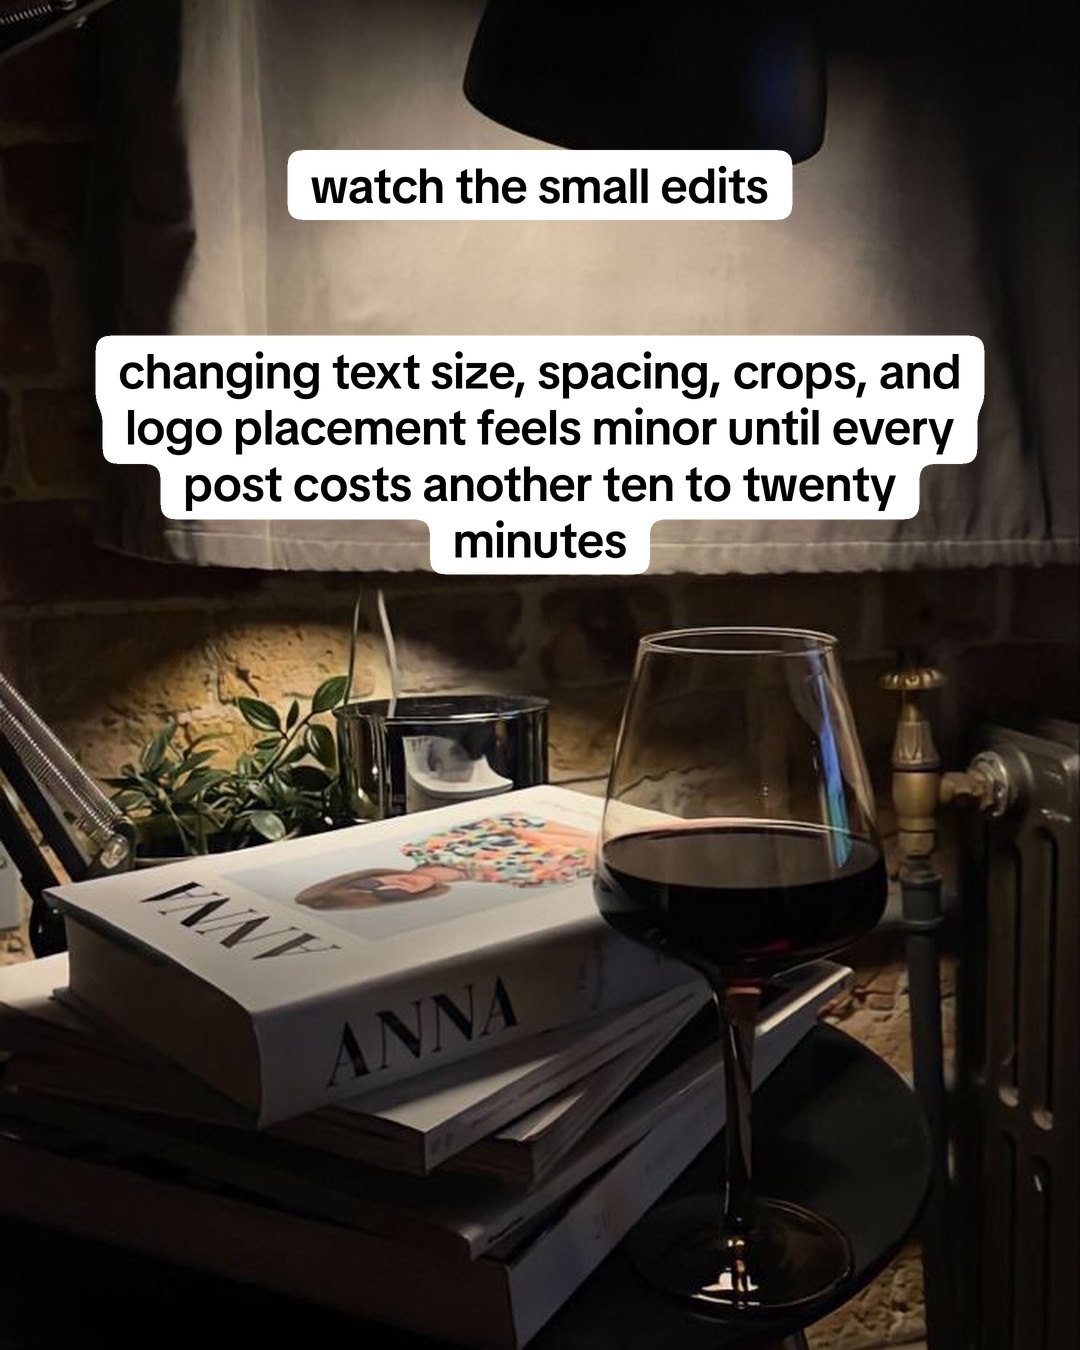 watch the small edits
changing text size, spacing, crops, and
logo placement feels minor until every
post costs another ten to twenty
minutes
ANNA
ANNA